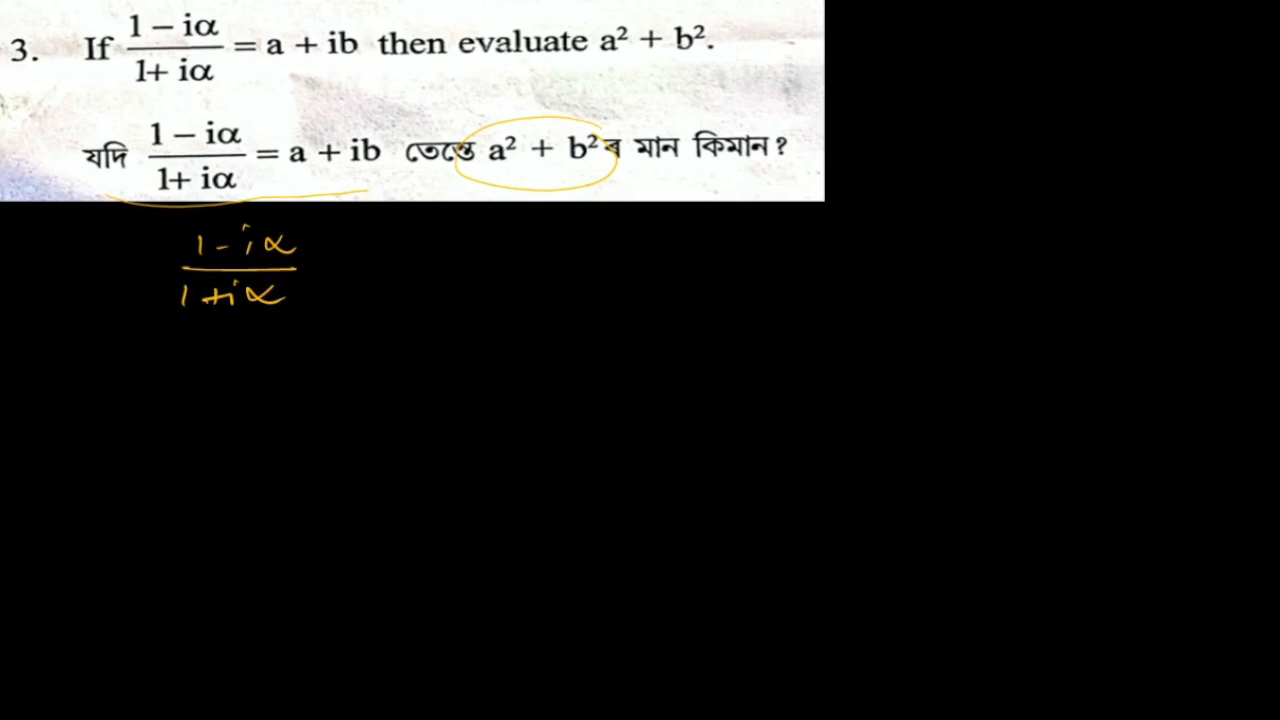 3. If (1 – iα)/(1+ iα) = a + ib then evaluate a² + b².
যদি (1 – iα)/(1+ iα) = a + ib তেন্তে a² + b²ৰ মান কিমান?
1 - iα
1 + iα